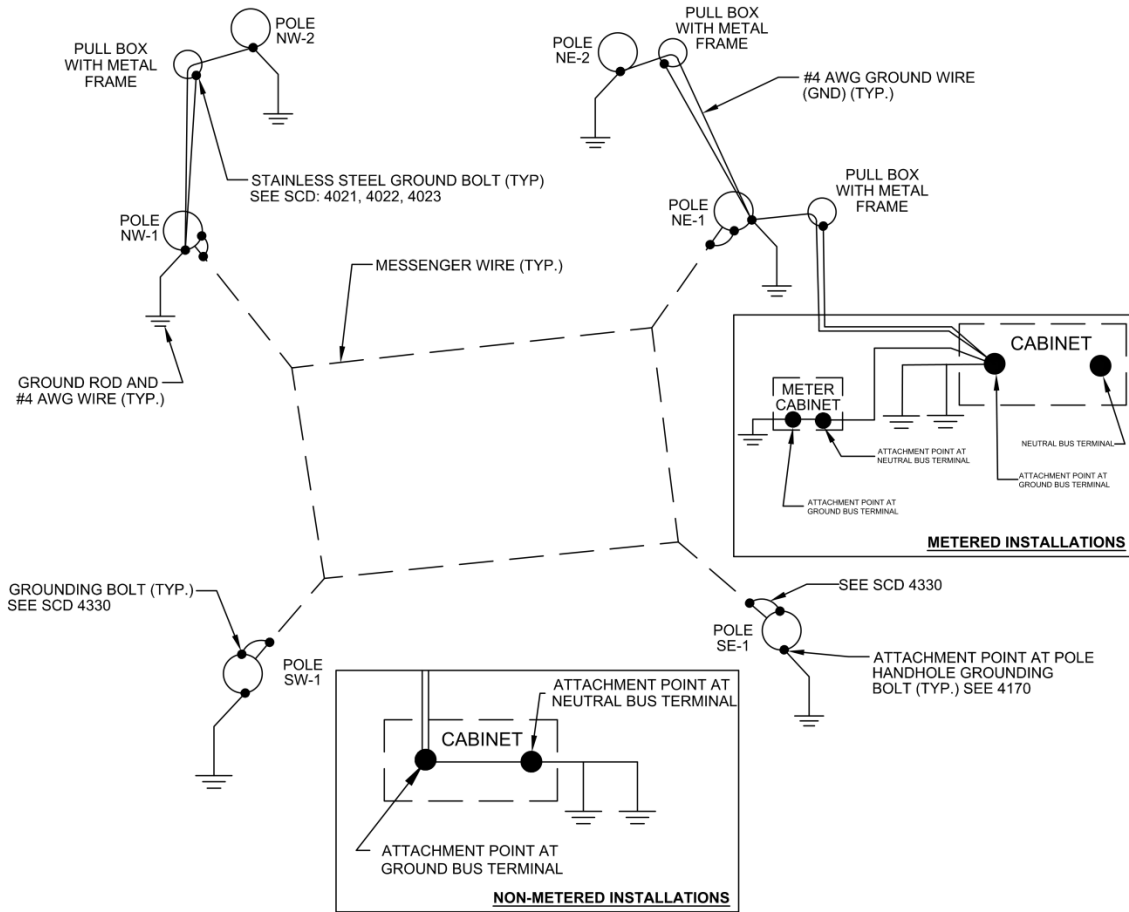 POLE
NW-2
PULL BOX
WITH METAL
FRAME
POLE
NE-2
PULL BOX
WITH METAL
FRAME
#4 AWG GROUND WIRE
(GND) (TYP.)
STAINLESS STEEL GROUND BOLT (TYP)
SEE SCD: 4021, 4022, 4023
POLE
NW-1
POLE
NE-1
PULL BOX
WITH METAL
FRAME
MESSENGER WIRE (TYP.)
GROUND ROD AND
#4 AWG WIRE (TYP.)
CABINET
METER
CABINET
NEUTRAL BUS TERMINAL
ATTACHMENT POINT AT
NEUTRAL BUS TERMINAL
ATTACHMENT POINT AT
GROUND BUS TERMINAL
ATTACHMENT POINT AT
GROUND BUS TERMINAL
METERED INSTALLATIONS
GROUNDING BOLT (TYP.)
SEE SCD 4330
POLE
SW-1
SEE SCD 4330
POLE
SE-1
ATTACHMENT POINT AT POLE
HANDHOLE GROUNDING
BOLT (TYP.) SEE 4170
ATTACHMENT POINT AT
NEUTRAL BUS TERMINAL
CABINET
ATTACHMENT POINT AT
GROUND BUS TERMINAL
NON-METERED INSTALLATIONS